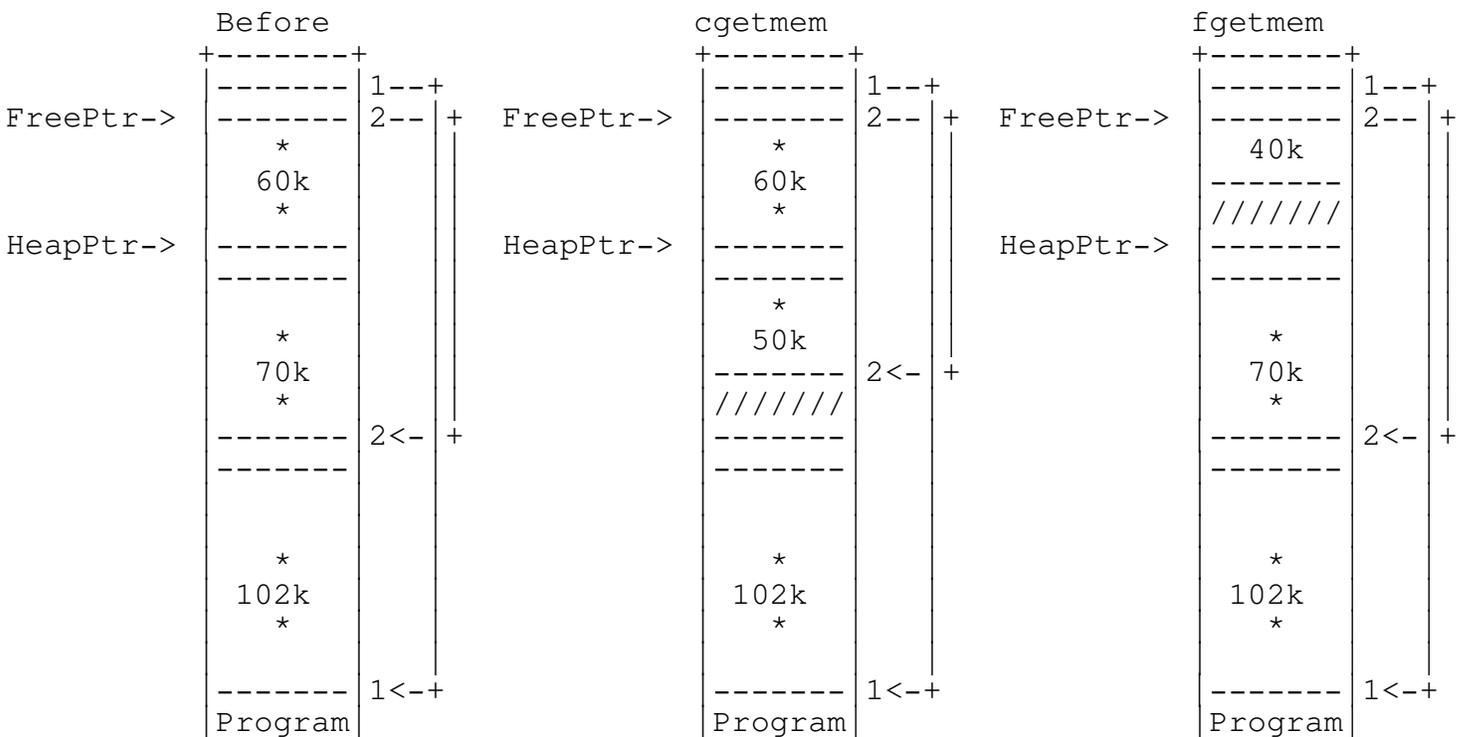 Before cgetmem fgetmem
+-------+ +-------+ +-------+
| ------- | 1--+ | ------- | 1--+ | ------- | 1--+
FreePtr-> | ------- | 2-- | + FreePtr-> | ------- | 2-- | + FreePtr-> | ------- | 2-- | +
* * 40k
60k 60k -------
* * ///////
HeapPtr-> ------- HeapPtr-> ------- HeapPtr-> -------
------- ------- -------
*
* 50k *
70k ------- 2<- + 70k
* /////// *
------- 2<- + ------- ------- 2<- +
------- ------- -------
* * *
102k 102k 102k
* * *
------- 1<-+ ------- 1<-+ ------- 1<-+
|Program| |Program| |Program|